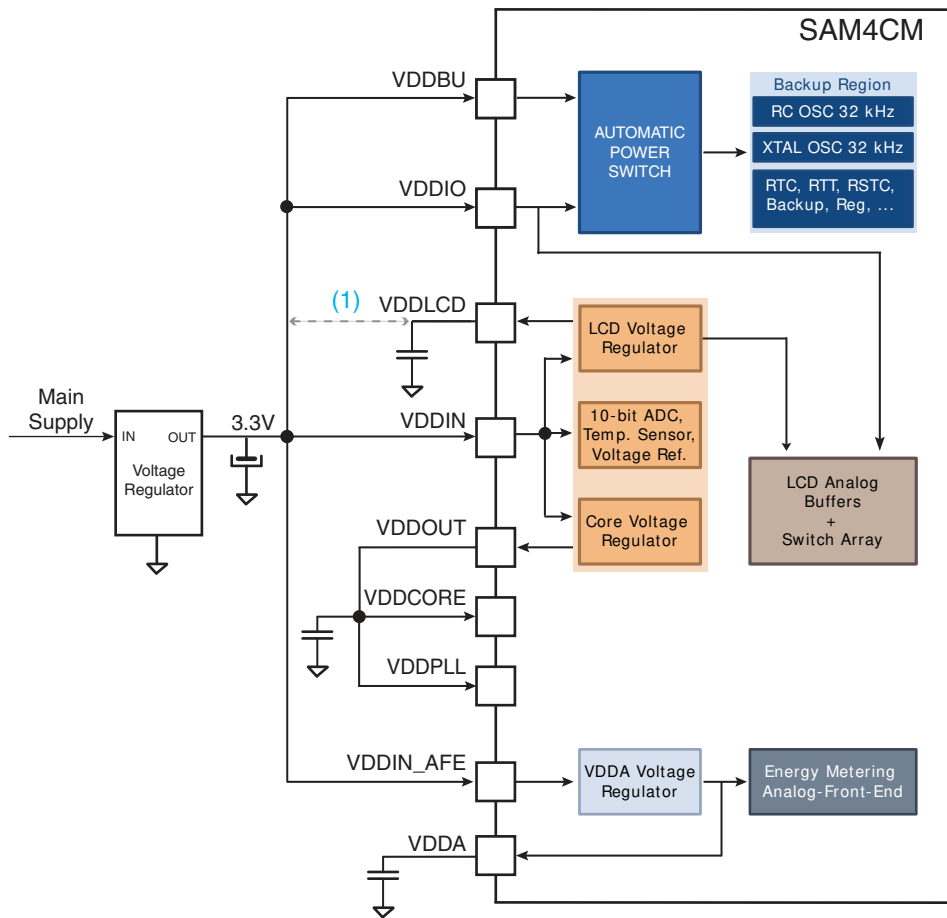 SAM4CM
VDDBU
AUTOMATIC
POWER
SWITCH
Backup Region
RC OSC 32 kHz
XTAL OSC 32 kHz
RTC, RTT, RSTC,
Backup, Reg, ...
VDDIO
(1)
VDDLCD
LCD Voltage
Regulator
Main
Supply
IN
OUT
Voltage
Regulator
3.3V
VDDIN
10-bit ADC,
Temp. Sensor,
Voltage Ref.
LCD Analog
Buffers
+
Switch Array
VDDOUT
Core Voltage
Regulator
VDDCORE
VDDPLL
VDDIN_AFE
VDDA Voltage
Regulator
Energy Metering
Analog-Front-End
VDDA